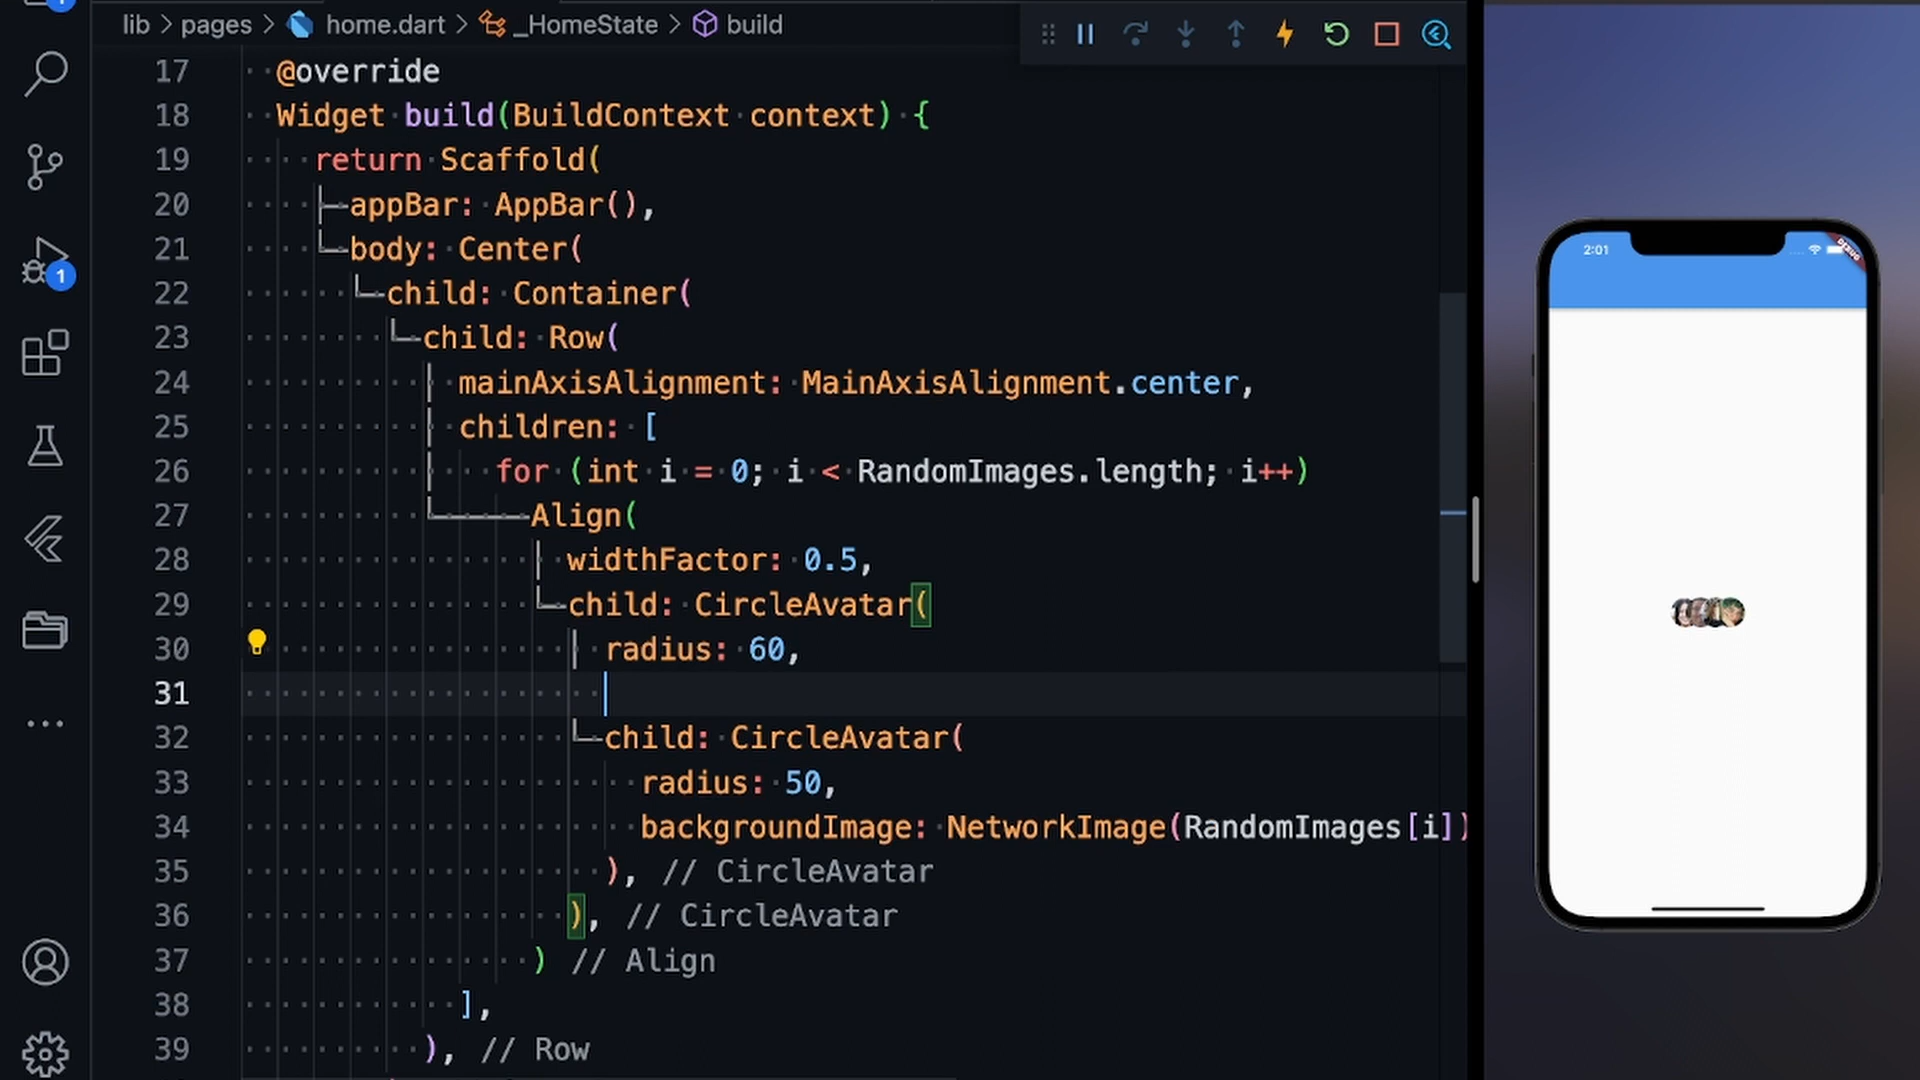 lib > pages > home.dart > _HomeState > build
17 @override
18 Widget build(BuildContext context) {
19 return Scaffold(
20 appBar: AppBar(),
21 body: Center(
22 child: Container(
23 child: Row(
24 mainAxisAlignment: MainAxisAlignment.center,
25 children: [
26 for (int i = 0; i < RandomImages.length; i++)
27 Align(
28 widthFactor: 0.5,
29 child: CircleAvatar(
30 radius: 60,
31
32 child: CircleAvatar(
33 radius: 50,
34 backgroundImage: NetworkImage(RandomImages[i])
35 ), // CircleAvatar
36 ), // CircleAvatar
37 ) // Align
38 ],
39 ), // Row
1
2:01
DEBUG